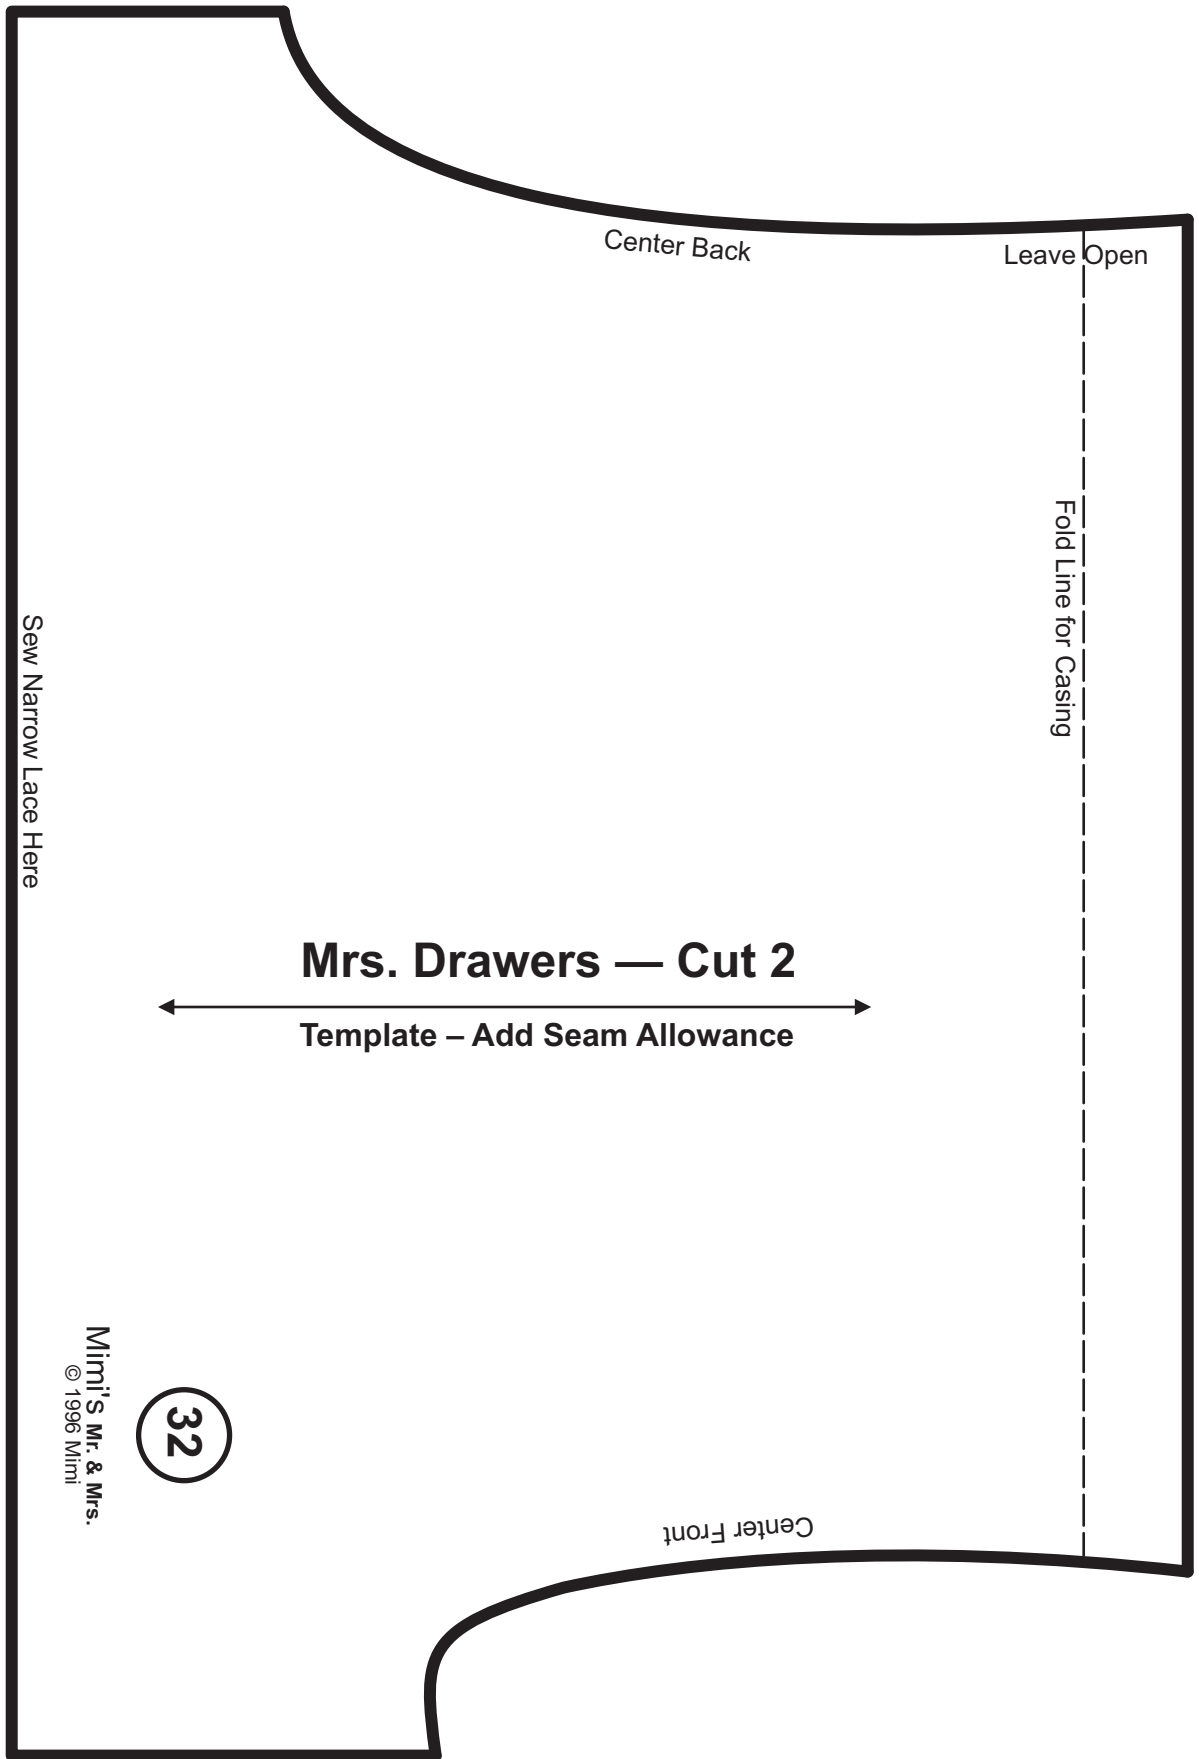 Center Back
Leave Open
Fold Line for Casing
Sew Narrow Lace Here
Mrs. Drawers — Cut 2
Template – Add Seam Allowance
Mimi's Mr. & Mrs.
© 1996 Mimi
32
Center Front